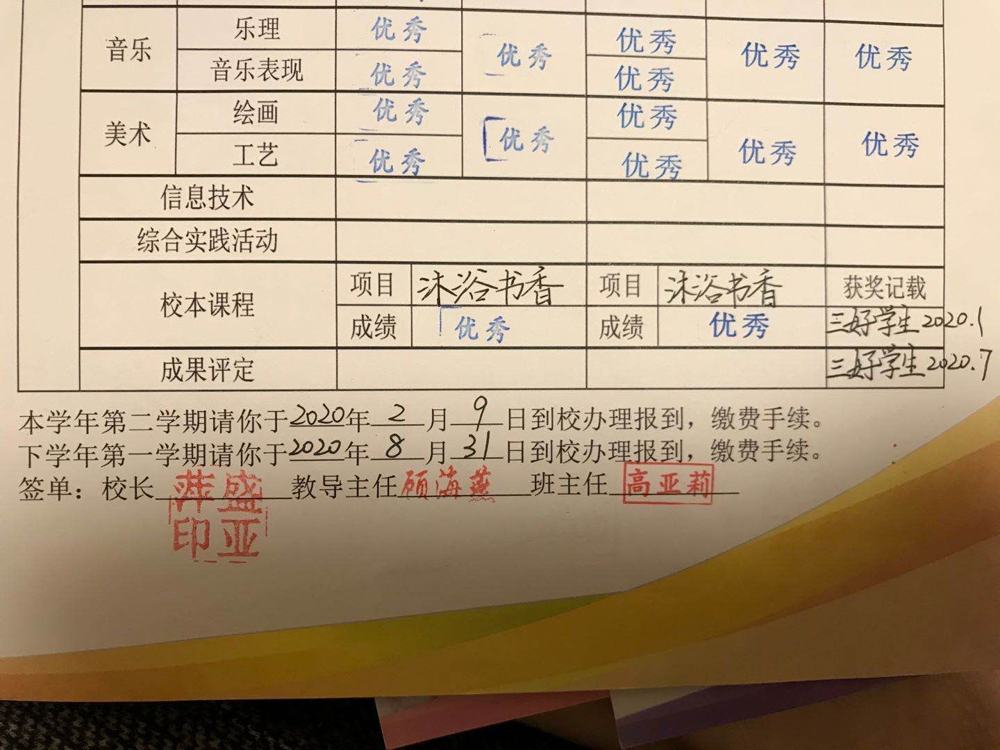 音乐 乐理 优秀 优秀 优秀 优秀 优秀
音乐表现 优秀 优秀
美术 绘画 优秀 优秀 优秀 优秀 优秀
工艺 优秀 优秀
信息技术
综合实践活动
校本课程 项目 沐浴书香 项目 沐浴书香 获奖记载
成绩 优秀 成绩 优秀 三好学生2020.1
成果评定 三好学生2020.7
本学年第二学期请你于2020年2月9日到校办理报到，缴费手续。
下学年第一学期请你于2020年8月31日到校办理报到，缴费手续。
签单：校长 萍盛 教导主任 顾海燕 班主任 高亚莉
印亚